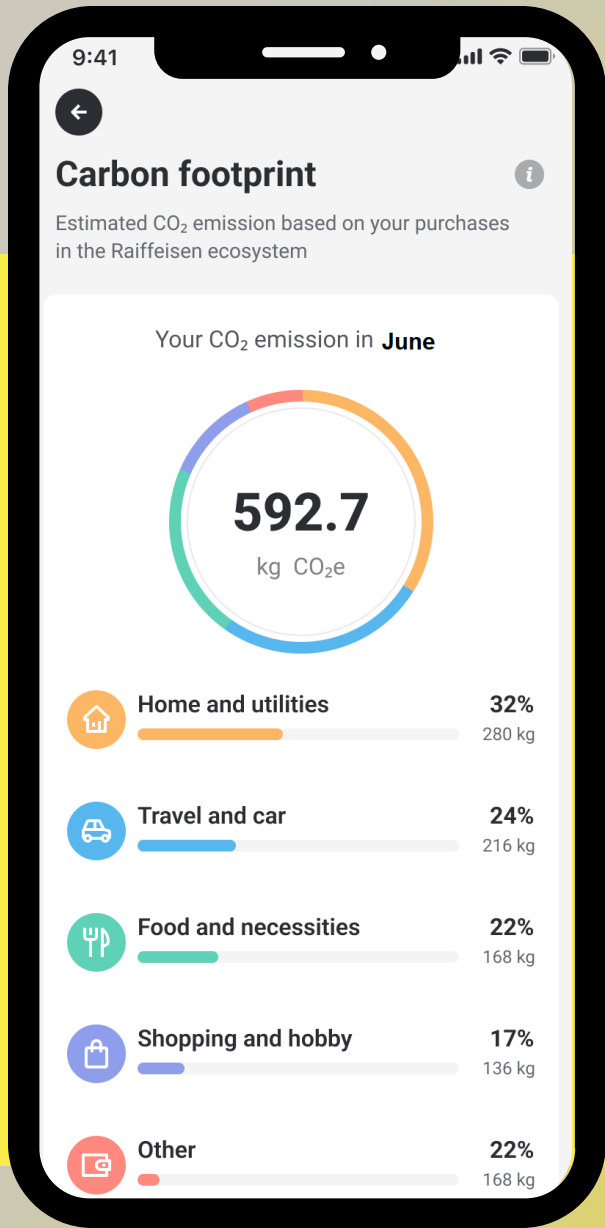 9:41
Carbon footprint
i
Estimated CO₂ emission based on your purchases
in the Raiffeisen ecosystem
Your CO₂ emission in June
592.7
kg CO₂e
Home and utilities 32%
280 kg
Travel and car 24%
216 kg
Food and necessities 22%
168 kg
Shopping and hobby 17%
136 kg
Other 22%
168 kg